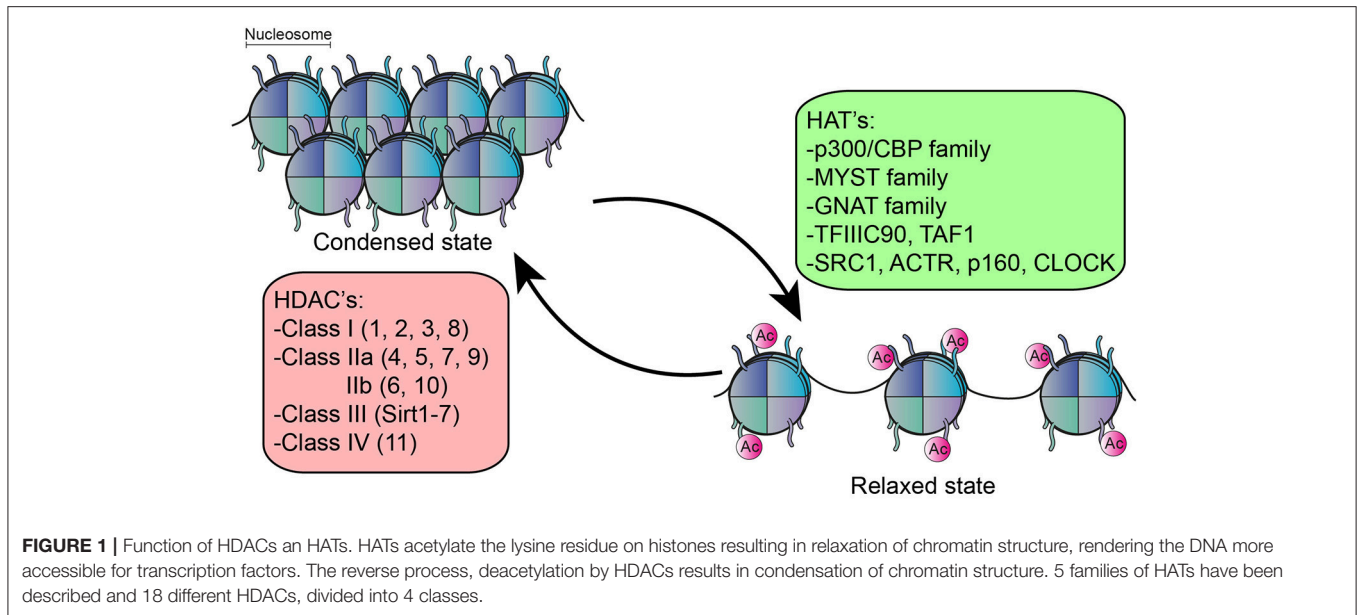 Nucleosome
Condensed state
HAT's:
-p300/CBP family
-MYST family
-GNAT family
-TFIIIC90, TAF1
-SRC1, ACTR, p160, CLOCK
HDAC's:
-Class I (1, 2, 3, 8)
-Class IIa (4, 5, 7, 9)
IIb (6, 10)
-Class III (Sirt1-7)
-Class IV (11)
Ac
Ac
Ac
Ac
Ac
Ac
Ac
Relaxed state
FIGURE 1 | Function of HDACs an HATs. HATs acetylate the lysine residue on histones resulting in relaxation of chromatin structure, rendering the DNA more
accessible for transcription factors. The reverse process, deacetylation by HDACs results in condensation of chromatin structure. 5 families of HATs have been
described and 18 different HDACs, divided into 4 classes.